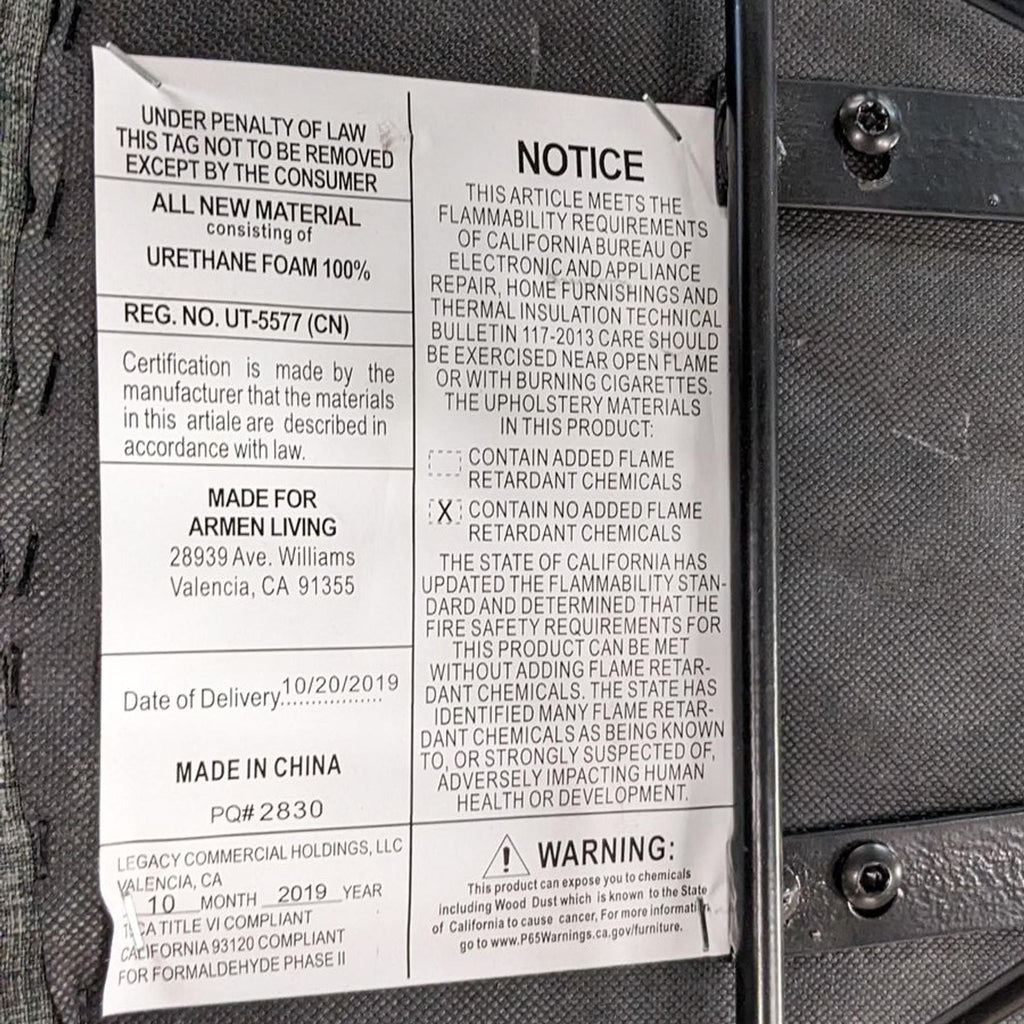 UNDER PENALTY OF LAW
THIS TAG NOT TO BE REMOVED
EXCEPT BY THE CONSUMER
ALL NEW MATERIAL
consisting of
URETHANE FOAM 100%
REG. NO. UT-5577 (CN)
Certification is made by the
manufacturer that the materials
in this artiale are described in
accordance with law.
MADE FOR
ARMEN LIVING
28939 Ave. Williams
Valencia, CA 91355
Date of Delivery 10/20/2019
MADE IN CHINA
PQ# 2830
LEGACY COMMERCIAL HOLDINGS, LLC
VALENCIA, CA
10 MONTH 2019 YEAR
TITLE VI COMPLIANT
CALIFORNIA 93120 COMPLIANT
FOR FORMALDEHYDE PHASE II
NOTICE
THIS ARTICLE MEETS THE
FLAMMABILITY REQUIREMENTS
OF CALIFORNIA BUREAU OF
ELECTRONIC AND APPLIANCE
REPAIR, HOME FURNISHINGS AND
THERMAL INSULATION TECHNICAL
BULLETIN 117-2013 CARE SHOULD
BE EXERCISED NEAR OPEN FLAME
OR WITH BURNING CIGARETTES.
THE UPHOLSTERY MATERIALS
IN THIS PRODUCT:
CONTAIN ADDED FLAME
RETARDANT CHEMICALS
X CONTAIN NO ADDED FLAME
RETARDANT CHEMICALS
THE STATE OF CALIFORNIA HAS
UPDATED THE FLAMMABILITY STAN-
DARD AND DETERMINED THAT THE
FIRE SAFETY REQUIREMENTS FOR
THIS PRODUCT CAN BE MET
WITHOUT ADDING FLAME RETAR-
DANT CHEMICALS. THE STATE HAS
IDENTIFIED MANY FLAME RETAR-
DANT CHEMICALS AS BEING KNOWN
TO, OR STRONGLY SUSPECTED OF,
ADVERSELY IMPACTING HUMAN
HEALTH OR DEVELOPMENT.
! WARNING:
This product can expose you to chemicals
including Wood Dust which is known to the State
of California to cause cancer, For more information
go to www.P65Warnings.ca.gov/furniture.